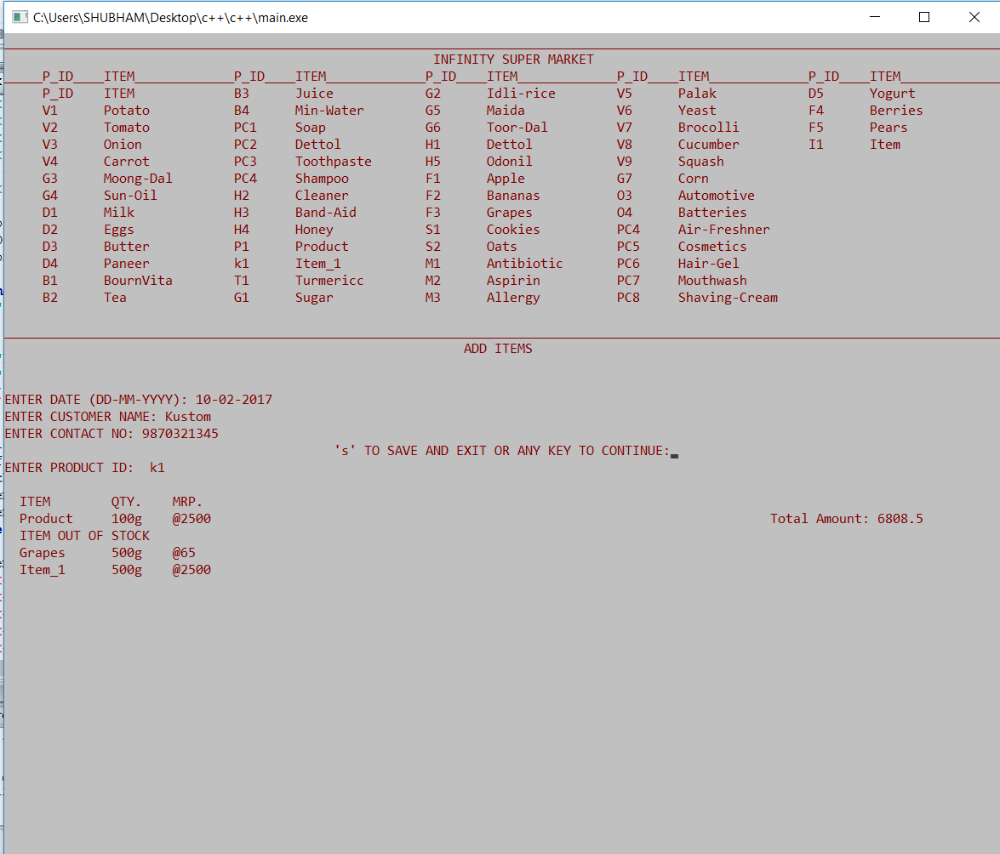 C:\Users\SHUBHAM\Desktop\c++\c++\main.exe
INFINITY SUPER MARKET
P_ID ITEM P_ID ITEM P_ID ITEM P_ID ITEM P_ID ITEM
P_ID ITEM B3 Juice G2 Idli-rice V5 Palak D5 Yogurt
V1 Potato B4 Min-Water G5 Maida V6 Yeast F4 Berries
V2 Tomato PC1 Soap G6 Toor-Dal V7 Brocolli F5 Pears
V3 Onion PC2 Dettol H1 Dettol V8 Cucumber I1 Item
V4 Carrot PC3 Toothpaste H5 Odonil V9 Squash
G3 Moong-Dal PC4 Shampoo F1 Apple G7 Corn
G4 Sun-Oil H2 Cleaner F2 Bananas O3 Automotive
D1 Milk H3 Band-Aid F3 Grapes O4 Batteries
D2 Eggs H4 Honey S1 Cookies PC4 Air-Freshner
D3 Butter P1 Product S2 Oats PC5 Cosmetics
D4 Paneer k1 Item_1 M1 Antibiotic PC6 Hair-Gel
B1 BournVita T1 Turmericc M2 Aspirin PC7 Mouthwash
B2 Tea G1 Sugar M3 Allergy PC8 Shaving-Cream
ADD ITEMS
ENTER DATE (DD-MM-YYYY): 10-02-2017
ENTER CUSTOMER NAME: Kustom
ENTER CONTACT NO: 9870321345
's' TO SAVE AND EXIT OR ANY KEY TO CONTINUE:
ENTER PRODUCT ID: k1
ITEM QTY. MRP.
Product 100g @2500 Total Amount: 6808.5
ITEM OUT OF STOCK
Grapes 500g @65
Item_1 500g @2500